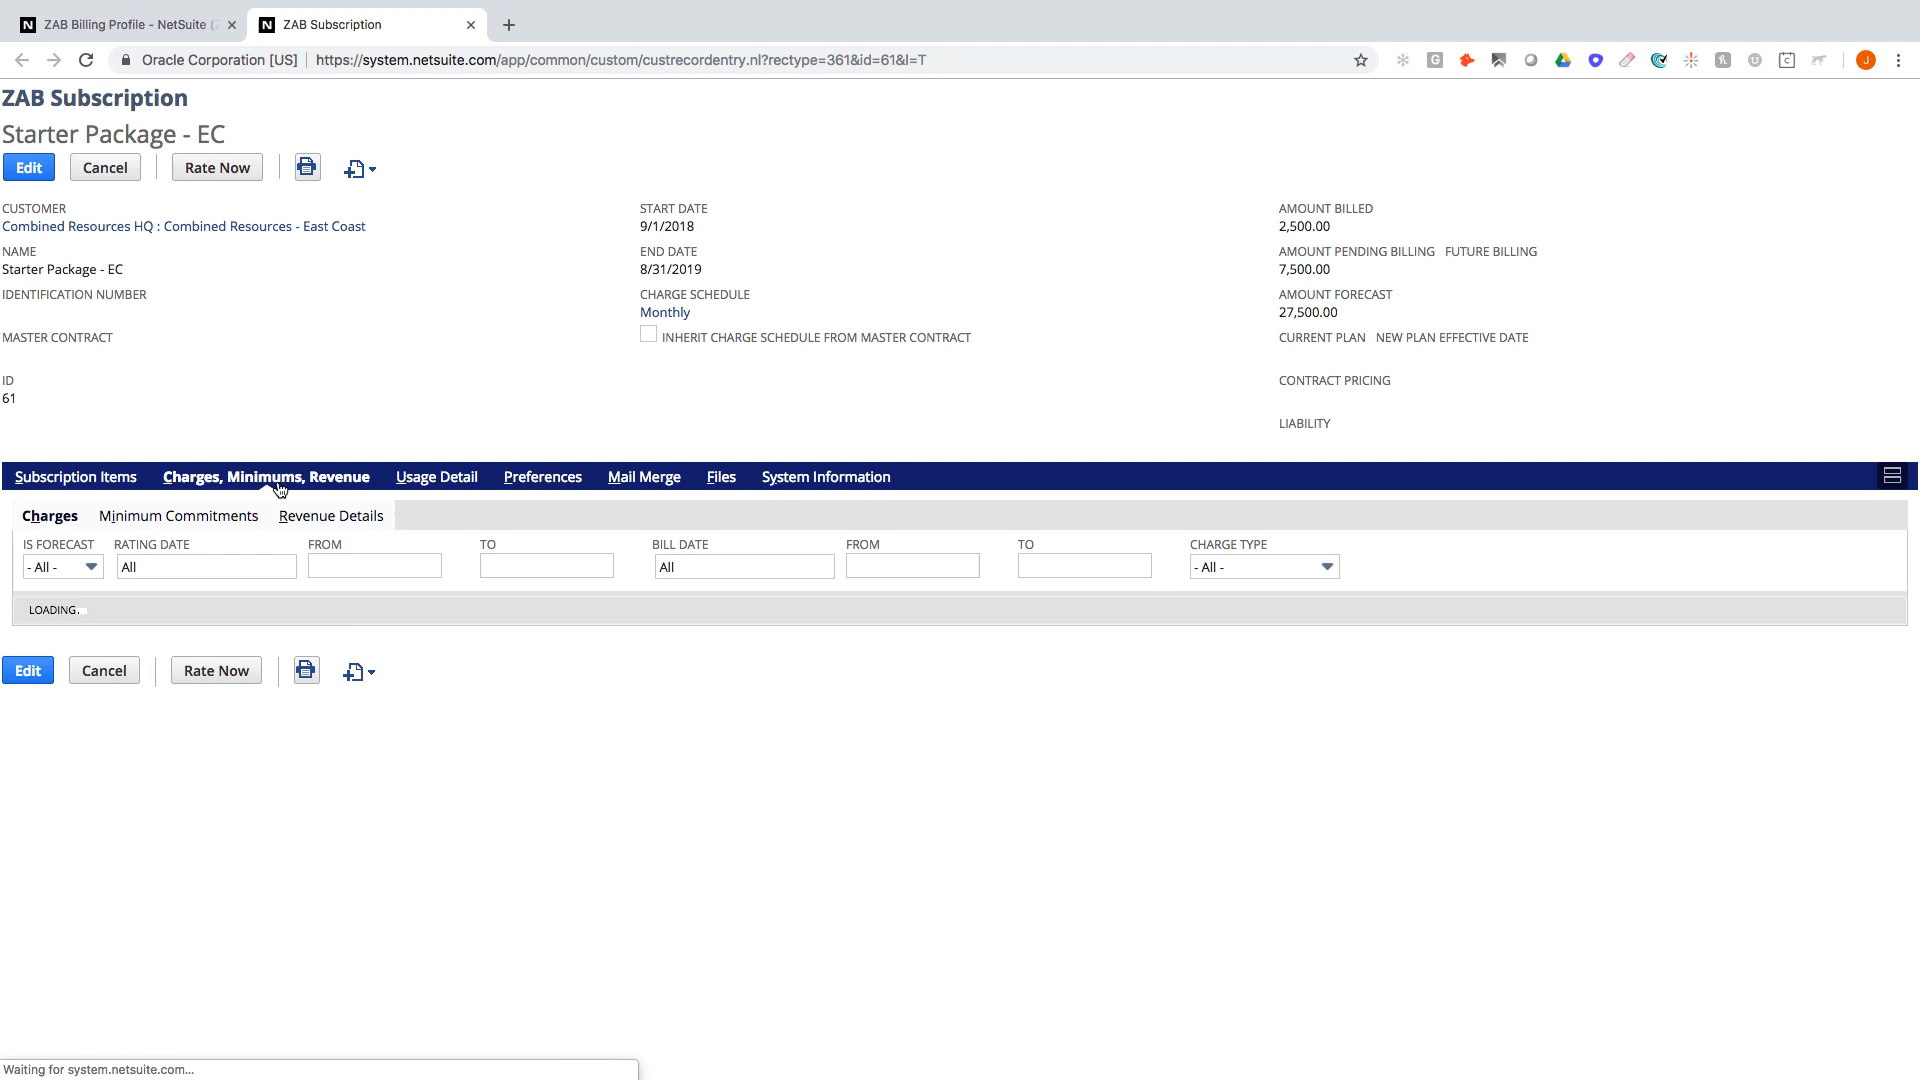 ZAB Billing Profile - NetSuite (
ZAB Subscription
Oracle Corporation [US] https://system.netsuite.com/app/common/custom/custrecordentry.nl?rectype=361&id=61&l=T
ZAB Subscription
Starter Package - EC
Edit Cancel Rate Now
CUSTOMER
Combined Resources HQ : Combined Resources - East Coast
NAME
Starter Package - EC
IDENTIFICATION NUMBER
MASTER CONTRACT
ID
61
START DATE
9/1/2018
END DATE
8/31/2019
CHARGE SCHEDULE
Monthly
INHERIT CHARGE SCHEDULE FROM MASTER CONTRACT
AMOUNT BILLED
2,500.00
AMOUNT PENDING BILLING FUTURE BILLING
7,500.00
AMOUNT FORECAST
27,500.00
CURRENT PLAN NEW PLAN EFFECTIVE DATE
CONTRACT PRICING
LIABILITY
Subscription Items Charges, Minimums, Revenue Usage Detail Preferences Mail Merge Files System Information
Charges Minimum Commitments Revenue Details
IS FORECAST RATING DATE FROM TO BILL DATE FROM TO CHARGE TYPE
- All - All All - All -
LOADING.
Edit Cancel Rate Now
Waiting for system.netsuite.com...